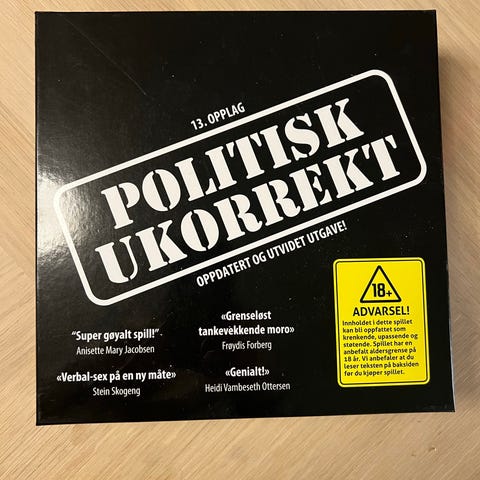 13. OPPLAG
POLITISK
UKORREKT
OPPDATERT OG UTVIDET UTGAVE!
"Super gøyalt spill!"
Anisette Mary Jacobsen
«Verbal-sex på en ny måte»
Stein Skogeng
«Grenseløst
tankevekkende moro»
Frøydis Forberg
«Genialt!»
Heidi Vambeseth Ottersen
18+
ADVARSEL!
Innholdet i dette spillet
kan bli oppfattet som
krenkende, upassende og
støtende. Spillet har en
anbefalt aldersgrense på
18 år. Vi anbefaler at du
leser teksten på baksiden
før du kjøper spillet.